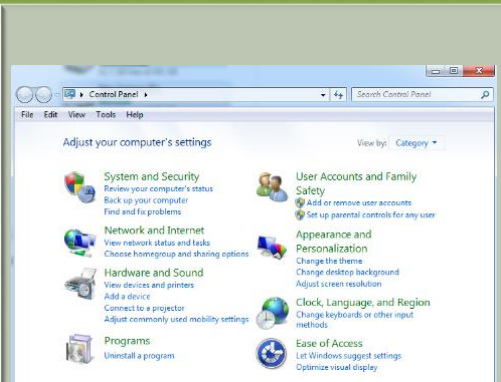 Control Panel
Search Control Panel
File Edit View Tools Help
Adjust your computer's settings
View by: Category
System and Security
Review your computer's status
Back up your computer
Find and fix problems
Network and Internet
View network status and tasks
Choose homegroup and sharing options
Hardware and Sound
View devices and printers
Add a device
Connect to a projector
Adjust commonly used mobility settings
Programs
Uninstall a program
User Accounts and Family
Safety
Add or remove user accounts
Set up parental controls for any user
Appearance and
Personalization
Change the theme
Change desktop background
Adjust screen resolution
Clock, Language, and Region
Change keyboards or other input
methods
Ease of Access
Let Windows suggest settings
Optimize visual display